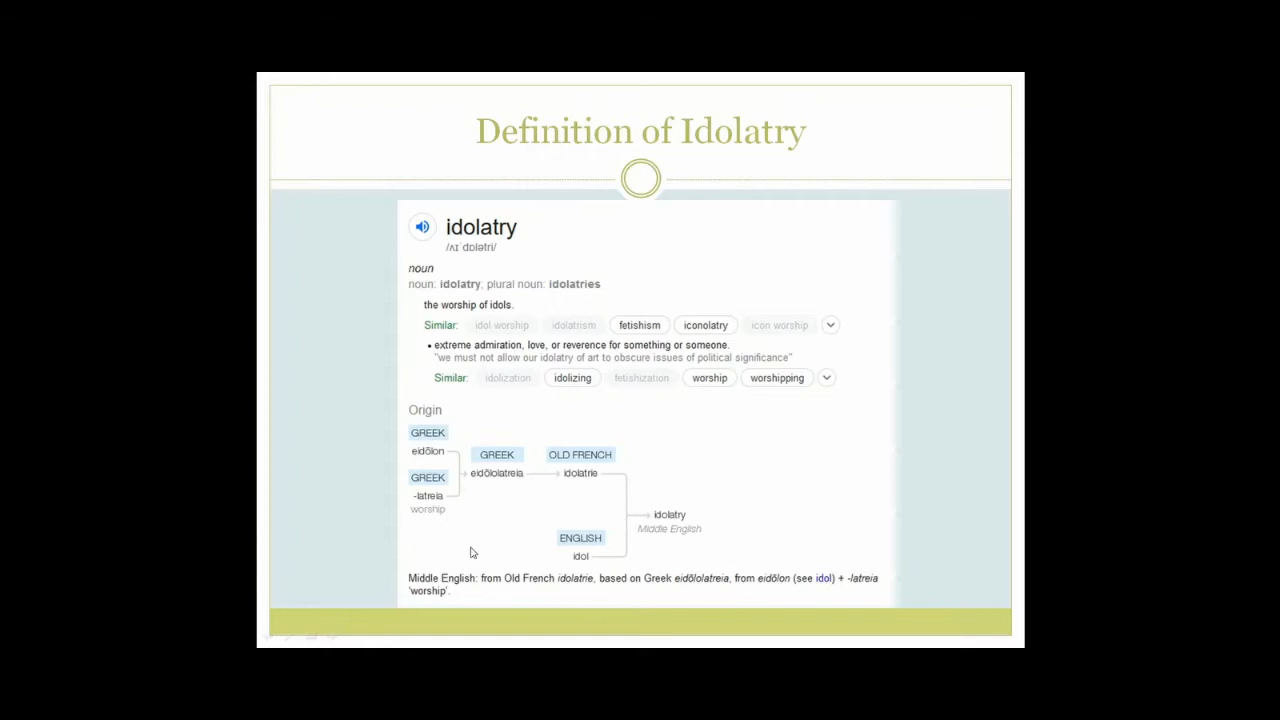 Definition of Idolatry
idolatry
/ʌɪˈdɒlətri/
noun
noun: idolatry, plural noun: idolatries
the worship of idols.
Similar: idol worship idolatrism fetishism iconolatry icon worship
• extreme admiration, love, or reverence for something or someone.
"we must not allow our idolatry of art to obscure issues of political significance"
Similar: idolization idolizing fetishization worship worshipping
Origin
GREEK
eidōlon
GREEK
-latreia
worship
GREEK
eidōlolatreia
OLD FRENCH
idolatrie
ENGLISH
idol
idolatry
Middle English
Middle English: from Old French idolatrie, based on Greek eidōlolatreia, from eidōlon (see idol) + -latreia
'worship'.